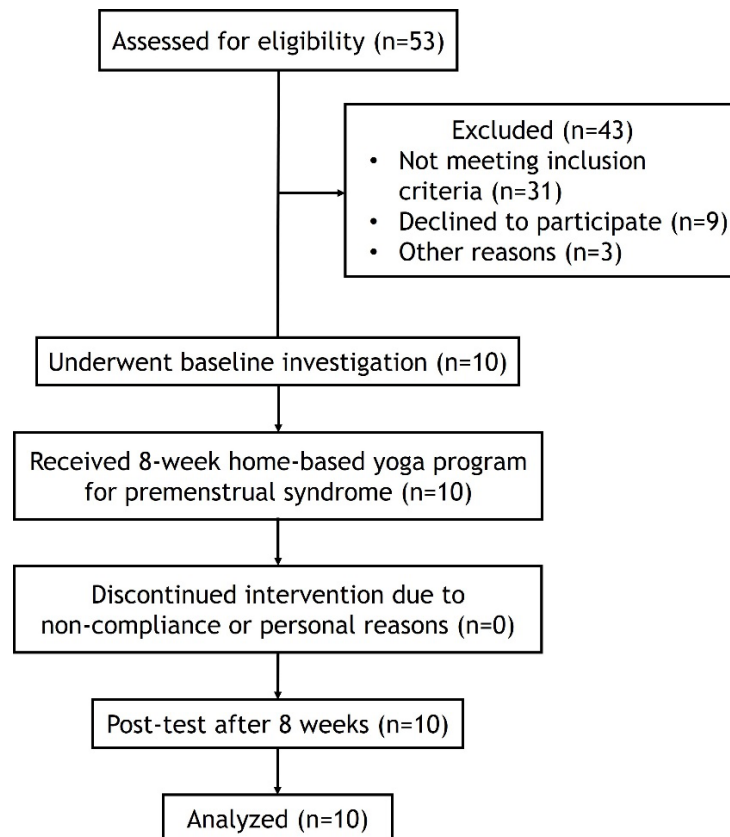 Assessed for eligibility (n=53)
Excluded (n=43)
• Not meeting inclusion
criteria (n=31)
• Declined to participate (n=9)
• Other reasons (n=3)
Underwent baseline investigation (n=10)
Received 8-week home-based yoga program
for premenstrual syndrome (n=10)
Discontinued intervention due to
non-compliance or personal reasons (n=0)
Post-test after 8 weeks (n=10)
Analyzed (n=10)